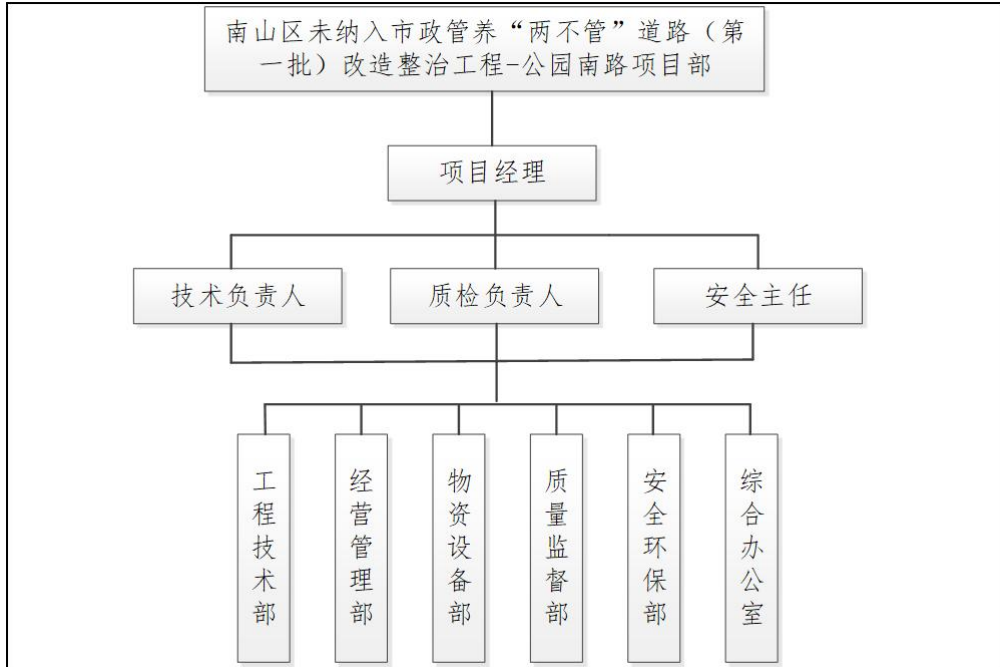 南山区未纳入市政管养“两不管”道路（第
一批）改造整治工程-公园南路项目部
项目经理
技术负责人
质检负责人
安全主任
工程技术部
经营管理部
物资设备部
质量监督部
安全环保部
综合办公室